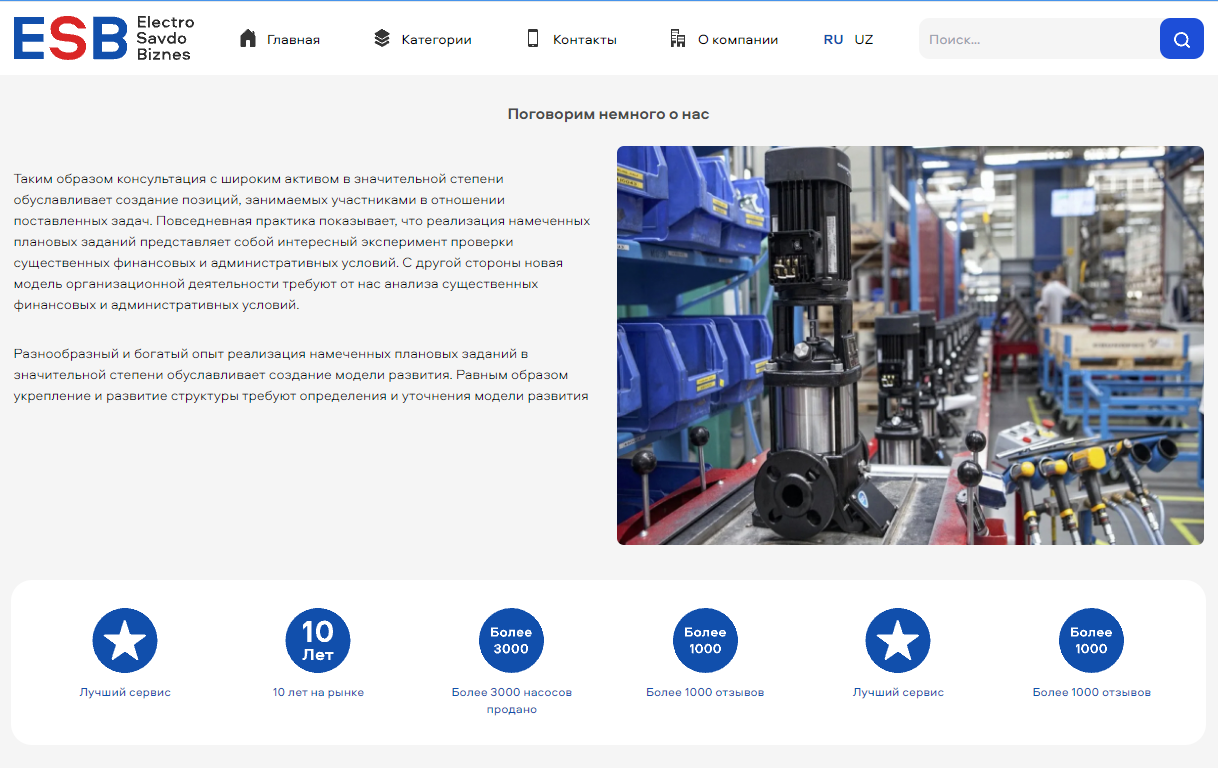 ESB
Electro
Savdo
Biznes
Главная
Категории
Контакты
О компании
RU UZ
Поиск...
Поговорим немного о нас
Таким образом консультация с широким активом в значительной степени
обуславливает создание позиций, занимаемых участниками в отношении
поставленных задач. Повседневная практика показывает, что реализация намеченных
плановых заданий представляет собой интересный эксперимент проверки
существенных финансовых и административных условий. С другой стороны новая
модель организационной деятельности требуют от нас анализа существенных
финансовых и административных условий.
Разнообразный и богатый опыт реализация намеченных плановых заданий в
значительной степени обуславливает создание модели развития. Равным образом
укрепление и развитие структуры требуют определения и уточнения модели развития
Лучший сервис
10
Лет
10 лет на рынке
Более
3000
Более 3000 насосов
продано
Более
1000
Более 1000 отзывов
Лучший сервис
Более
1000
Более 1000 отзывов